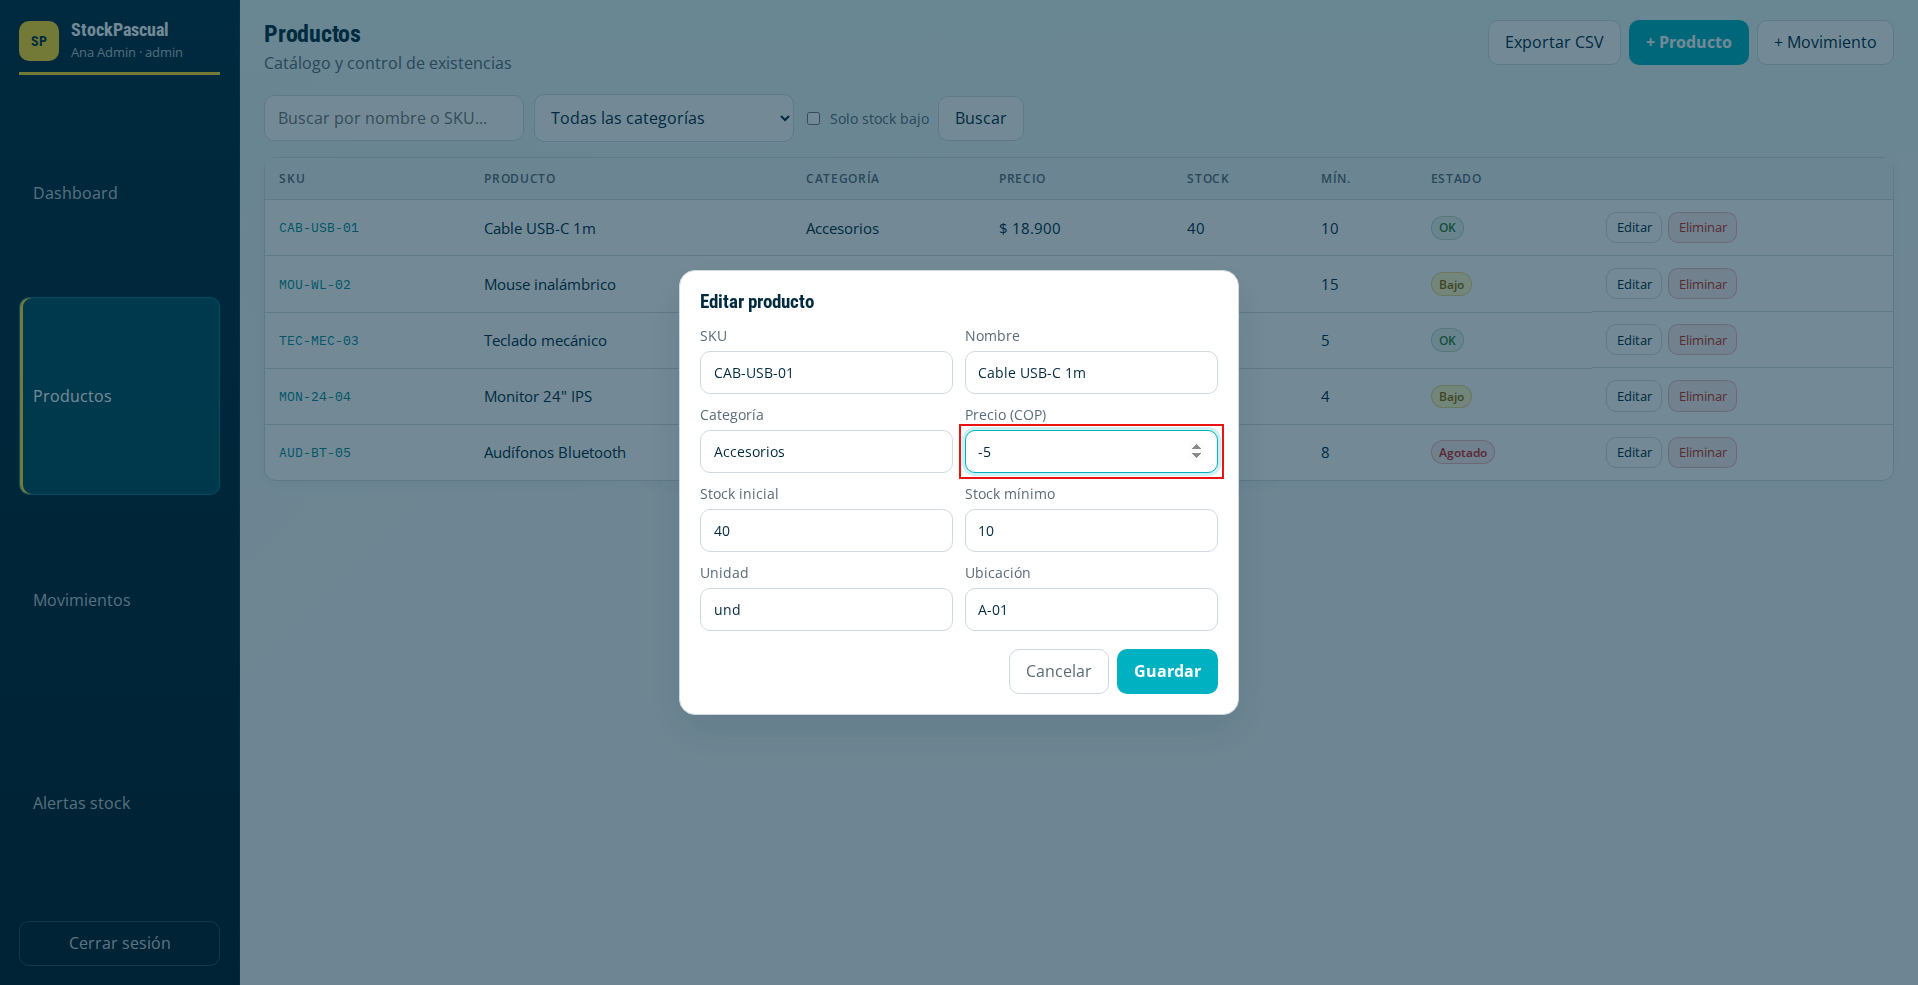 SP
StockPascual
Ana Admin · admin
Dashboard
Productos
Movimientos
Alertas stock
Cerrar sesión
Productos
Catálogo y control de existencias
Exportar CSV
+ Producto
+ Movimiento
Buscar por nombre o SKU...
Todas las categorías
Solo stock bajo
Buscar
SKU PRODUCTO CATEGORÍA PRECIO STOCK MÍN. ESTADO
CAB-USB-01 Cable USB-C 1m Accesorios $ 18.900 40 10 OK Editar Eliminar
MOU-WL-02 Mouse inalámbrico 15 Bajo Editar Eliminar
TEC-MEC-03 Teclado mecánico 5 OK Editar Eliminar
MON-24-04 Monitor 24" IPS 4 Bajo Editar Eliminar
AUD-BT-05 Audífonos Bluetooth 8 Agotado Editar Eliminar
Editar producto
SKU Nombre
CAB-USB-01 Cable USB-C 1m
Categoría Precio (COP)
Accesorios -5
Stock inicial Stock mínimo
40 10
Unidad Ubicación
und A-01
Cancelar Guardar